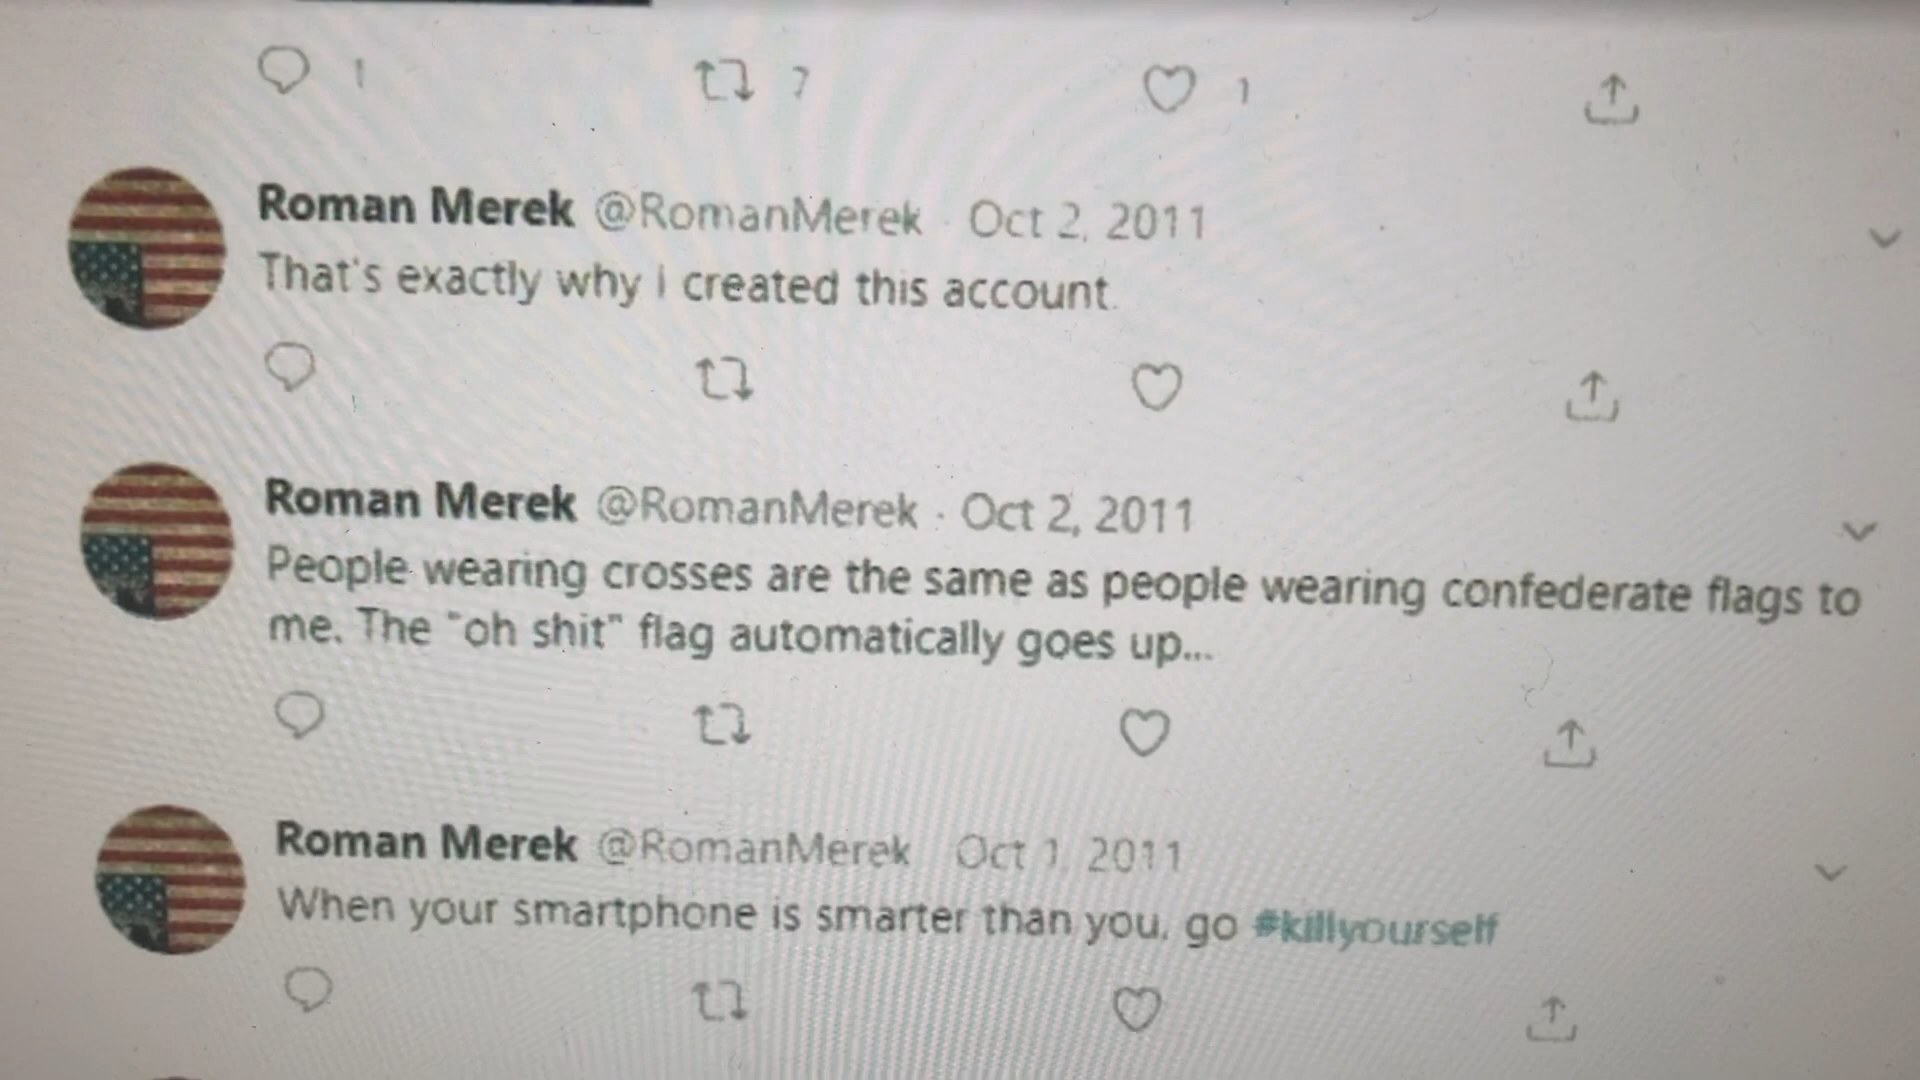 1 7 1
Roman Merek @RomanMerek · Oct 2, 2011
That's exactly why i created this account.
Roman Merek @RomanMerek · Oct 2, 2011
People wearing crosses are the same as people wearing confederate flags to
me. The "oh shit" flag automatically goes up...
Roman Merek @RomanMerek Oct 1, 2011
When your smartphone is smarter than you, go #killyourself